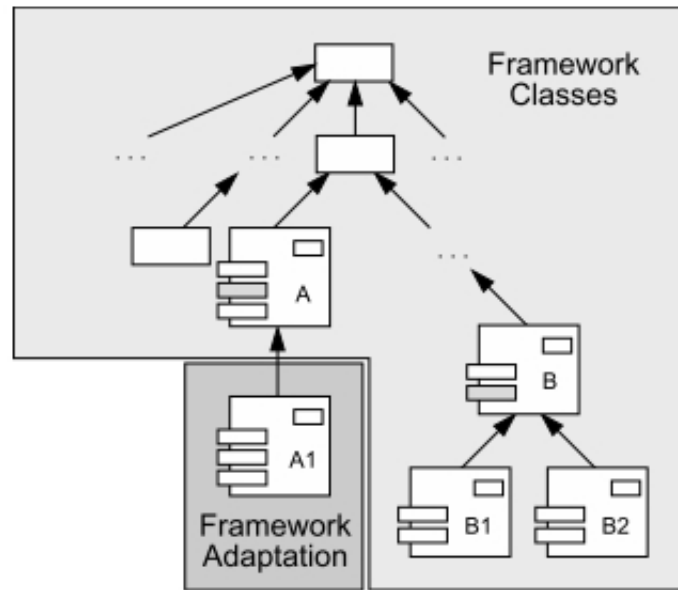 Framework
Classes
... ... ...
...
A
B
A1
B1
B2
Framework
Adaptation